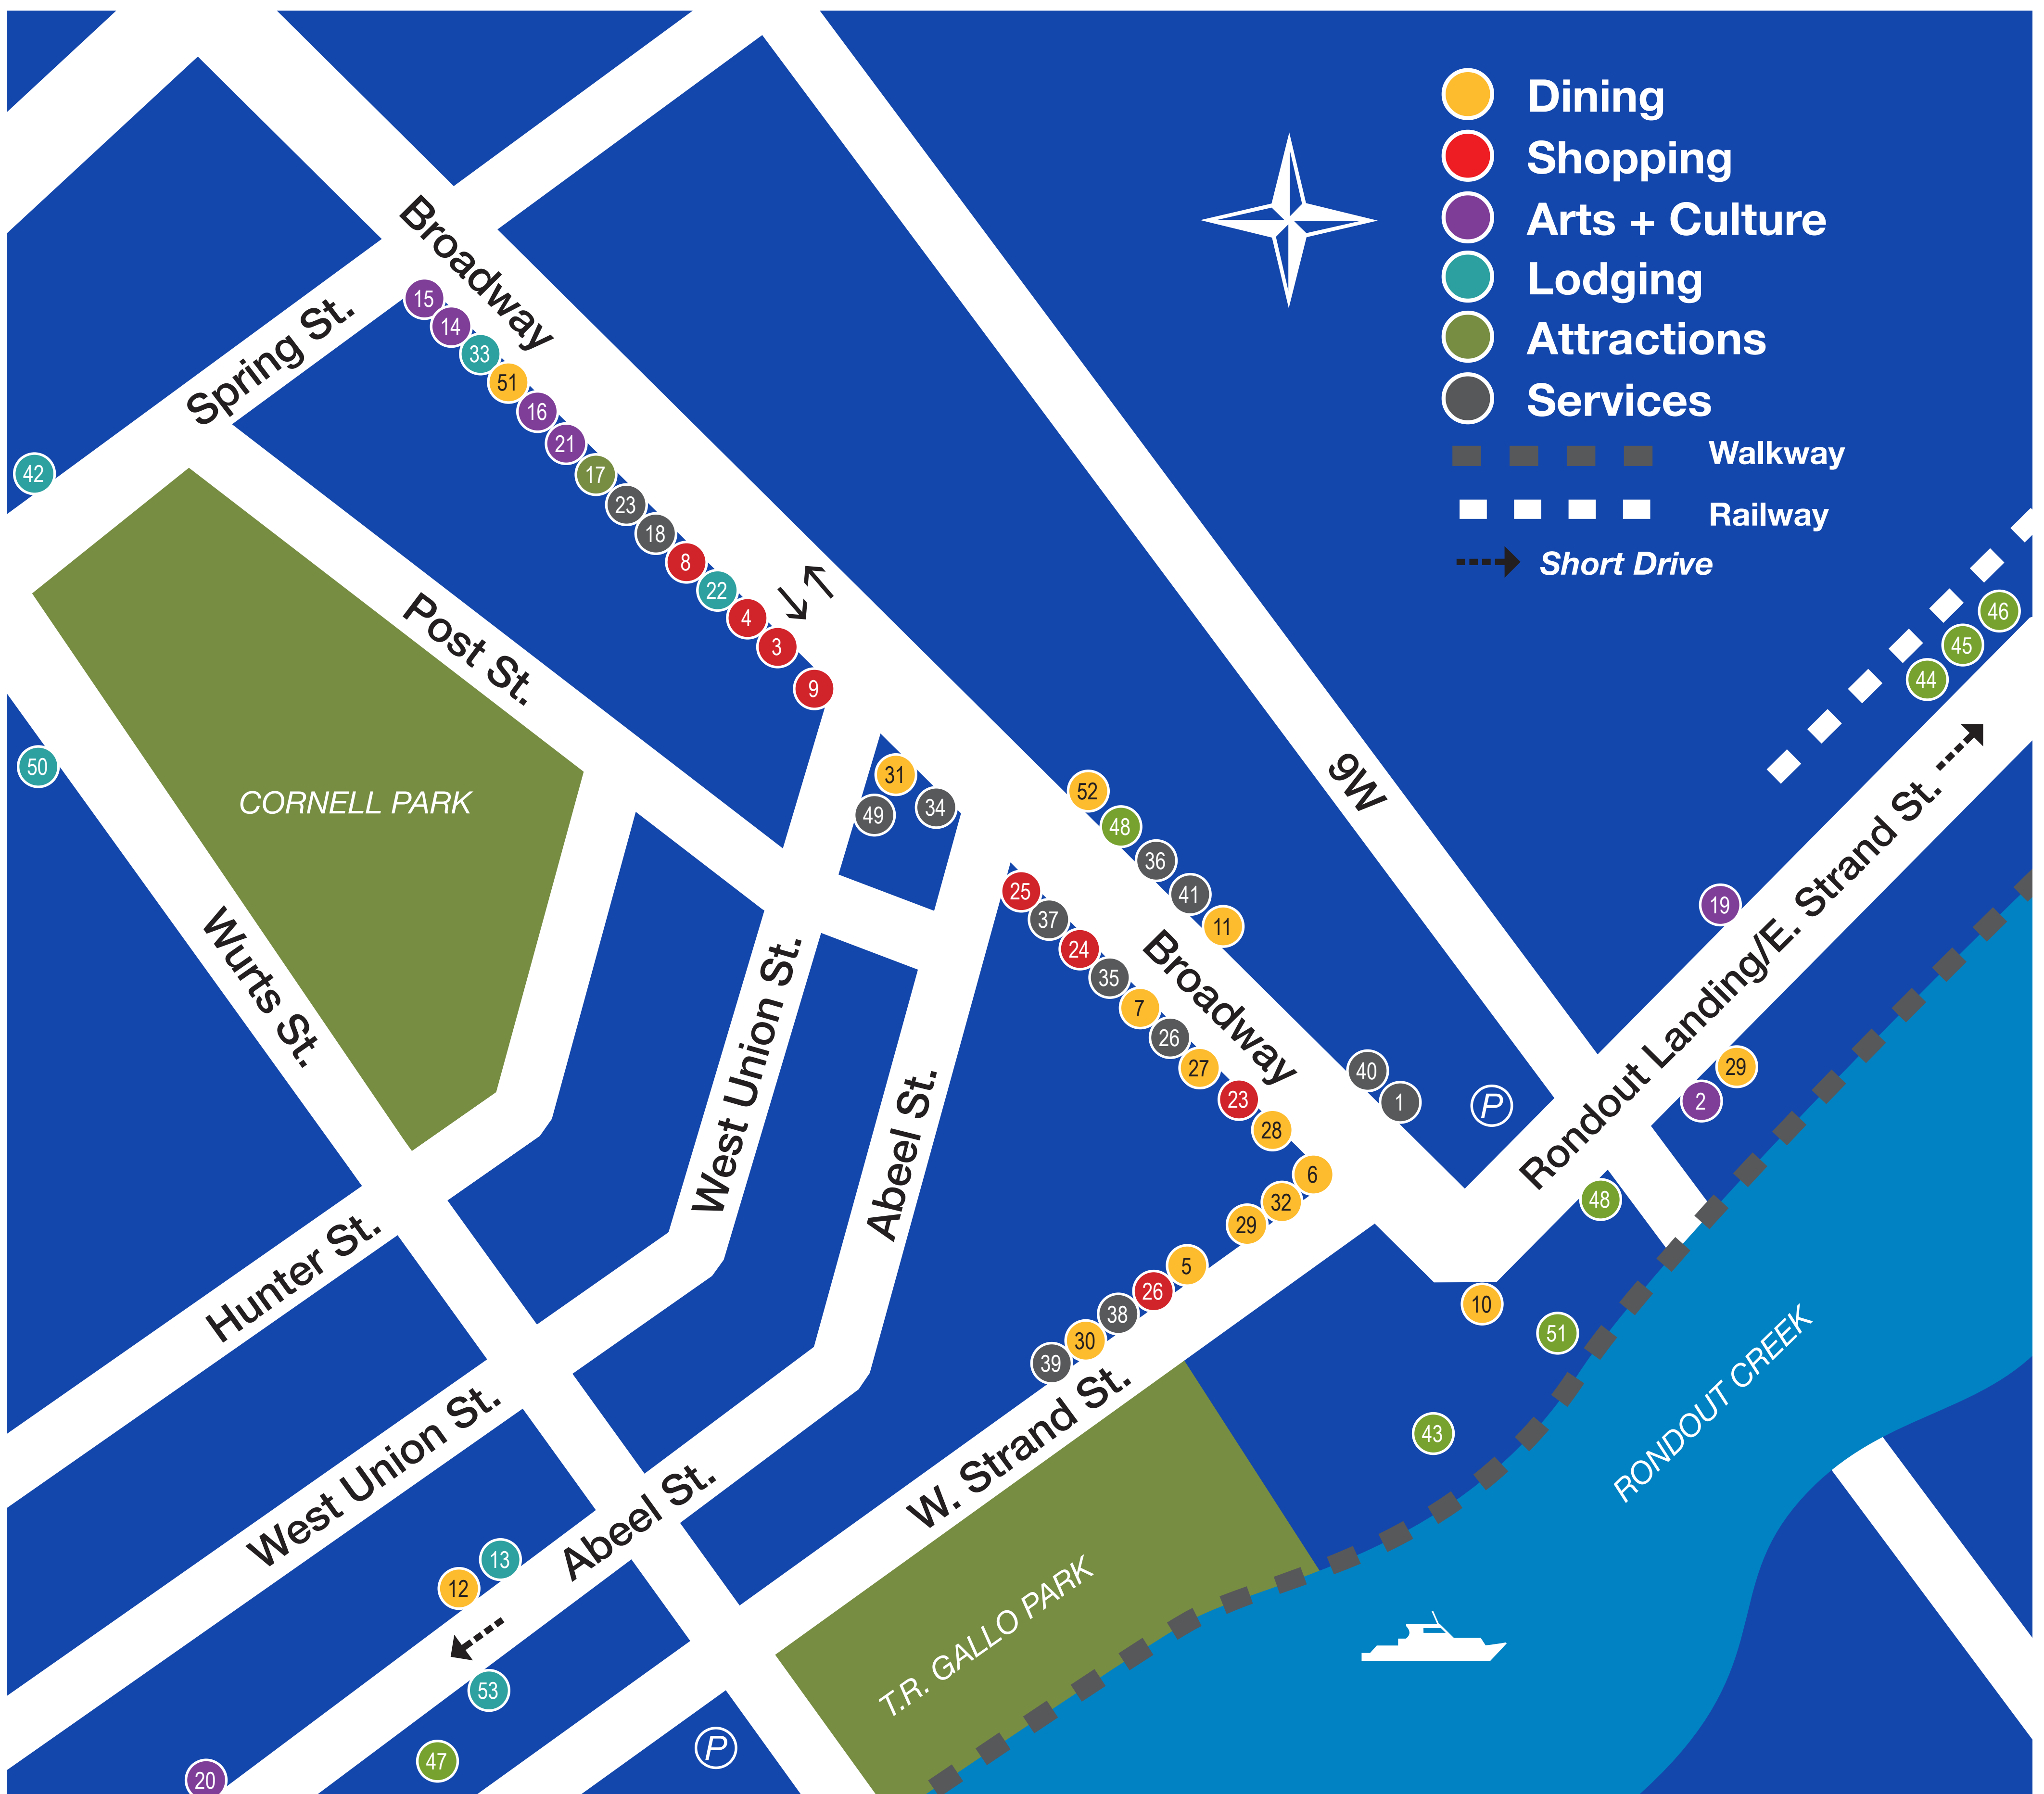 Dining
Shopping
Arts + Culture
Lodging
Attractions
Services
Walkway
Railway
Short Drive
Broadway
Spring St.
15
14
33
51
16
21
17
23
18
8
22
4
3
9
42
50
CORNELL PARK
Post St.
Wurts St.
31
49
34
52
48
36
41
11
9W
46
45
44
19
Rondout Landing/E. Strand St.
25
37
24
35
7
26
27
23
28
6
32
29
5
26
38
30
39
Broadway
40
1
P
29
2
48
10
51
43
West Union St.
Abeel St.
Hunter St.
West Union St.
Abeel St.
W. Strand St.
RONDOUT CREEK
T.R. GALLO PARK
13
12
53
47
20
P